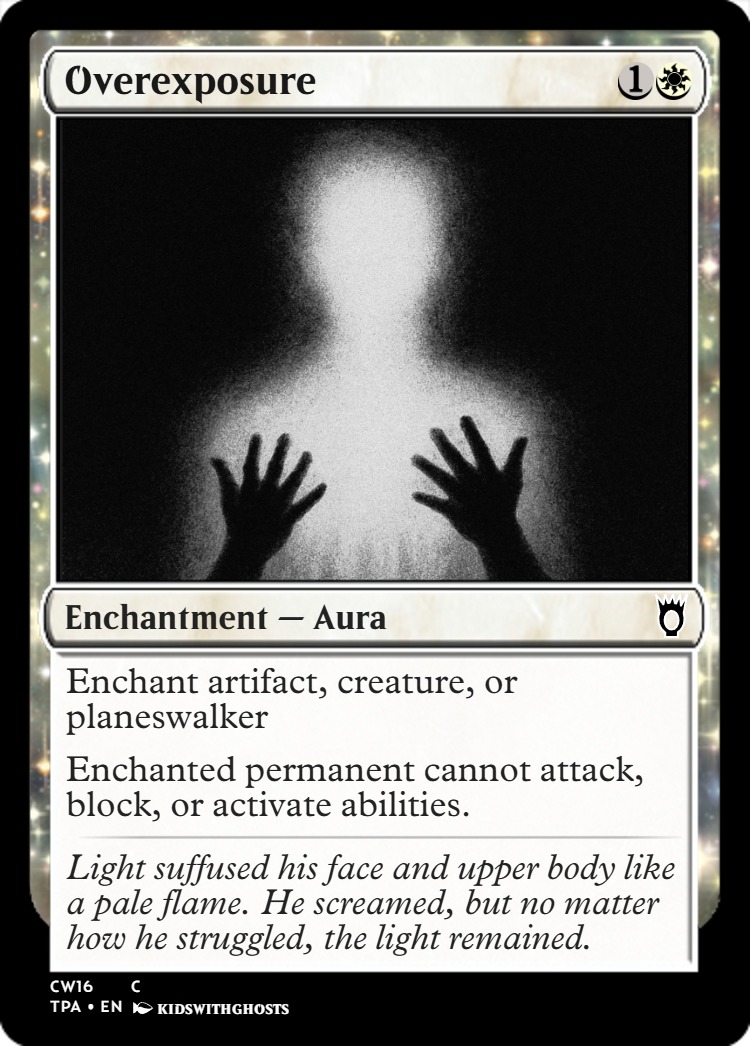 Overexposure 1
Enchantment — Aura
Enchant artifact, creature, or
planeswalker
Enchanted permanent cannot attack,
block, or activate abilities.
Light suffused his face and upper body like
a pale flame. He screamed, but no matter
how he struggled, the light remained.
CW16 C
TPA • EN KIDSWITHGHOSTS